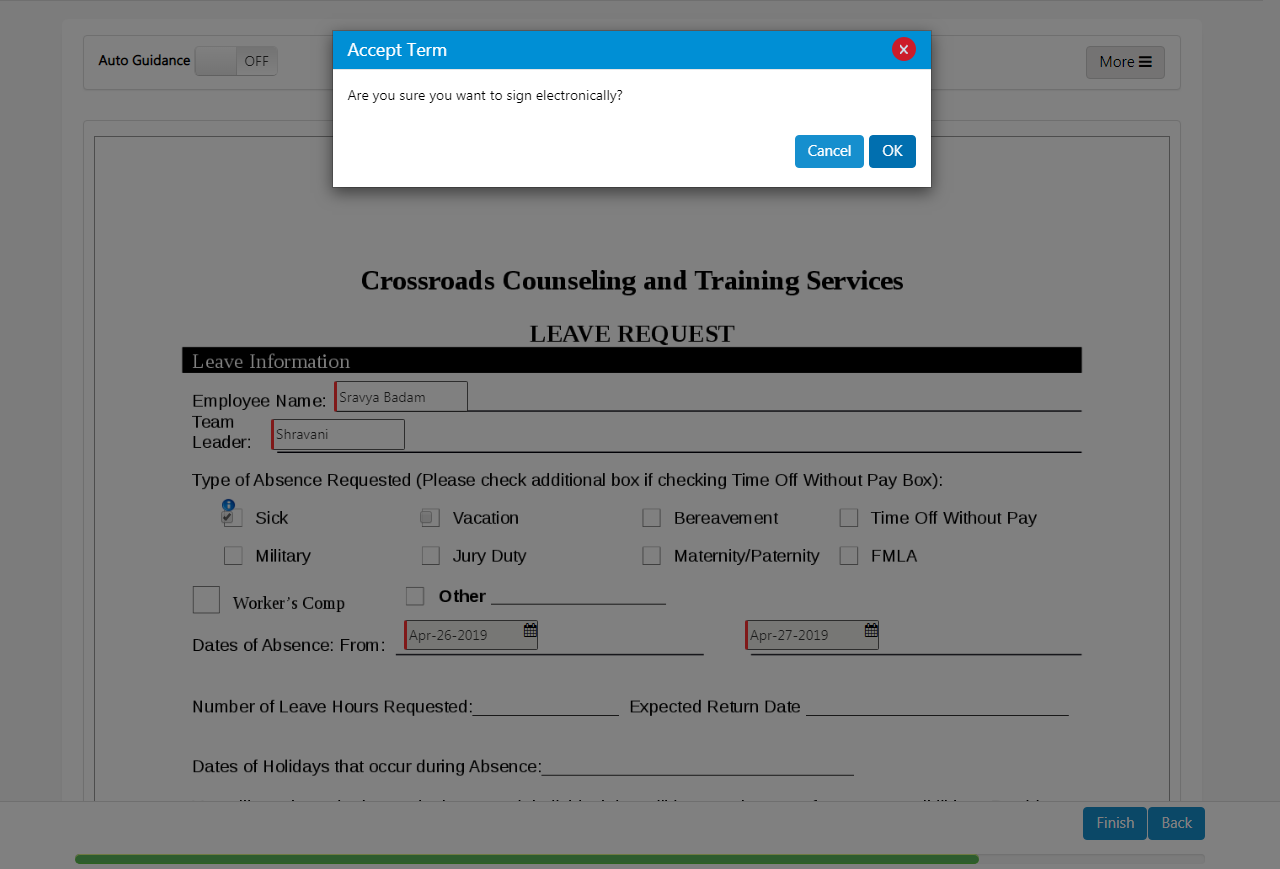 Accept Term
Auto Guidance OFF
More
Are you sure you want to sign electronically?
Cancel OK
Crossroads Counseling and Training Services
LEAVE REQUEST
Leave Information
Employee Name: Sravya Badam
Team
Leader: Shravani
Type of Absence Requested (Please check additional box if checking Time Off Without Pay Box):
Sick Vacation Bereavement Time Off Without Pay
Military Jury Duty Maternity/Paternity FMLA
Worker's Comp Other
Dates of Absence: From: Apr-26-2019 Apr-27-2019
Number of Leave Hours Requested: Expected Return Date
Dates of Holidays that occur during Absence:
Finish Back